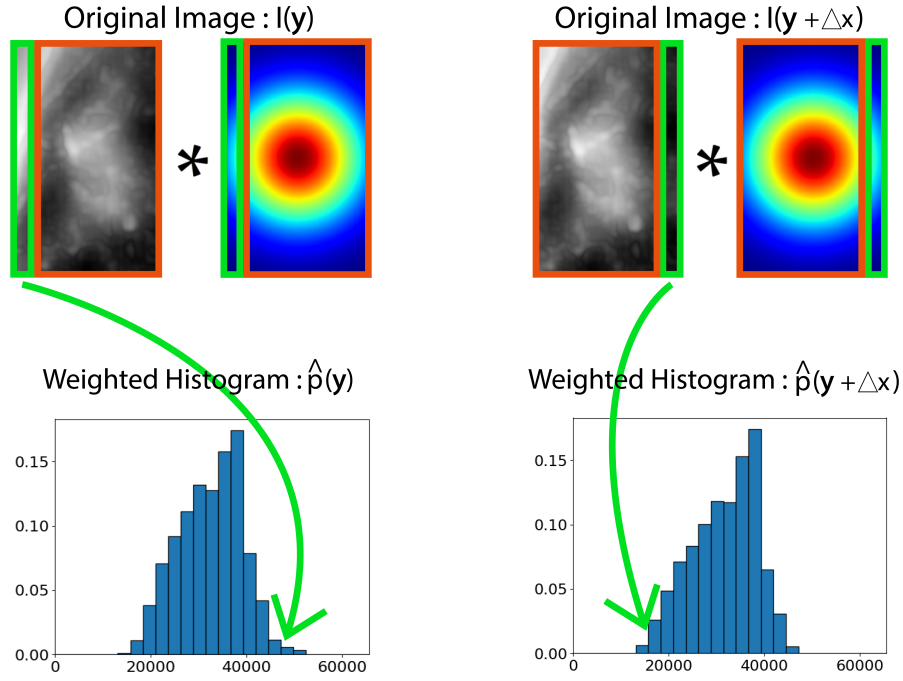 Original Image : I(y)
Original Image : I(y + △x)
*
*
Weighted Histogram : p̂(y)
Weighted Histogram : p̂(y + △x)
0.15
0.10
0.05
0.00
0 20000 40000 60000
0.15
0.10
0.05
0.00
0 20000 40000 60000